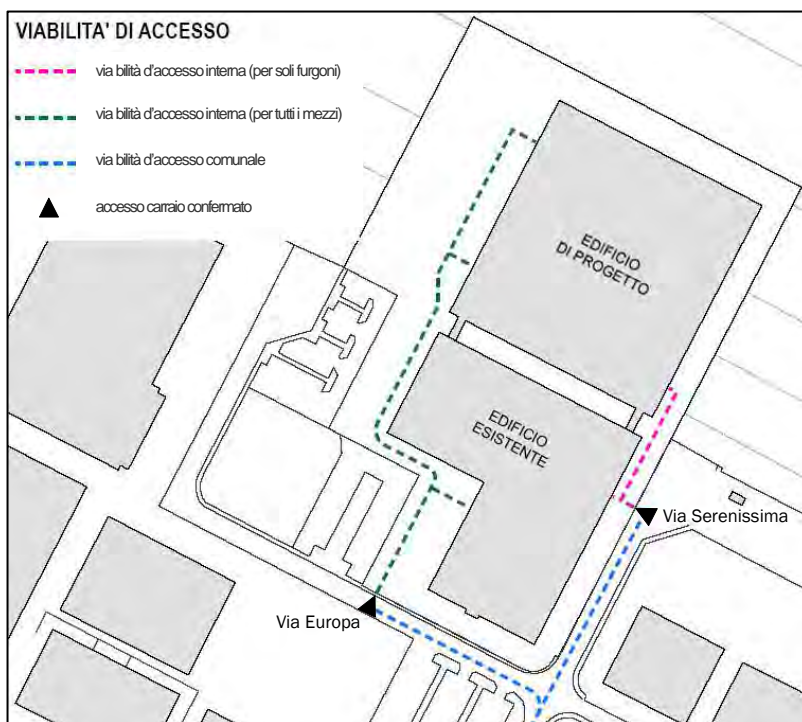 VIABILITA' DI ACCESSO
via bilità d'accesso interna (per soli furgoni)
via bilità d'accesso interna (per tutti i mezzi)
via bilità d'accesso comunale
accesso carraio confermato
EDIFICIO
DI PROGETTO
EDIFICIO
ESISTENTE
Via Serenissima
Via Europa